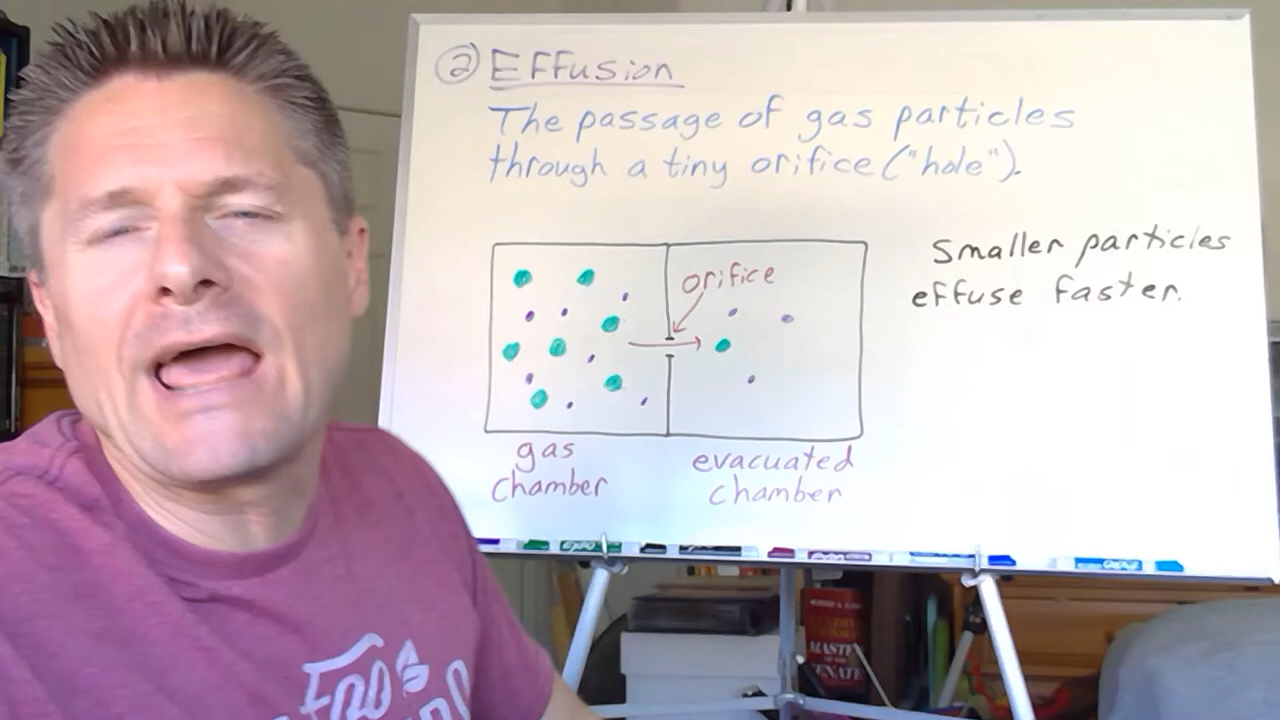 ② Effusion
The passage of gas particles
through a tiny orifice ("hole").
Smaller particles
effuse faster.
orifice
gas
chamber
evacuated
chamber
EXPO
MASTER
SENATE